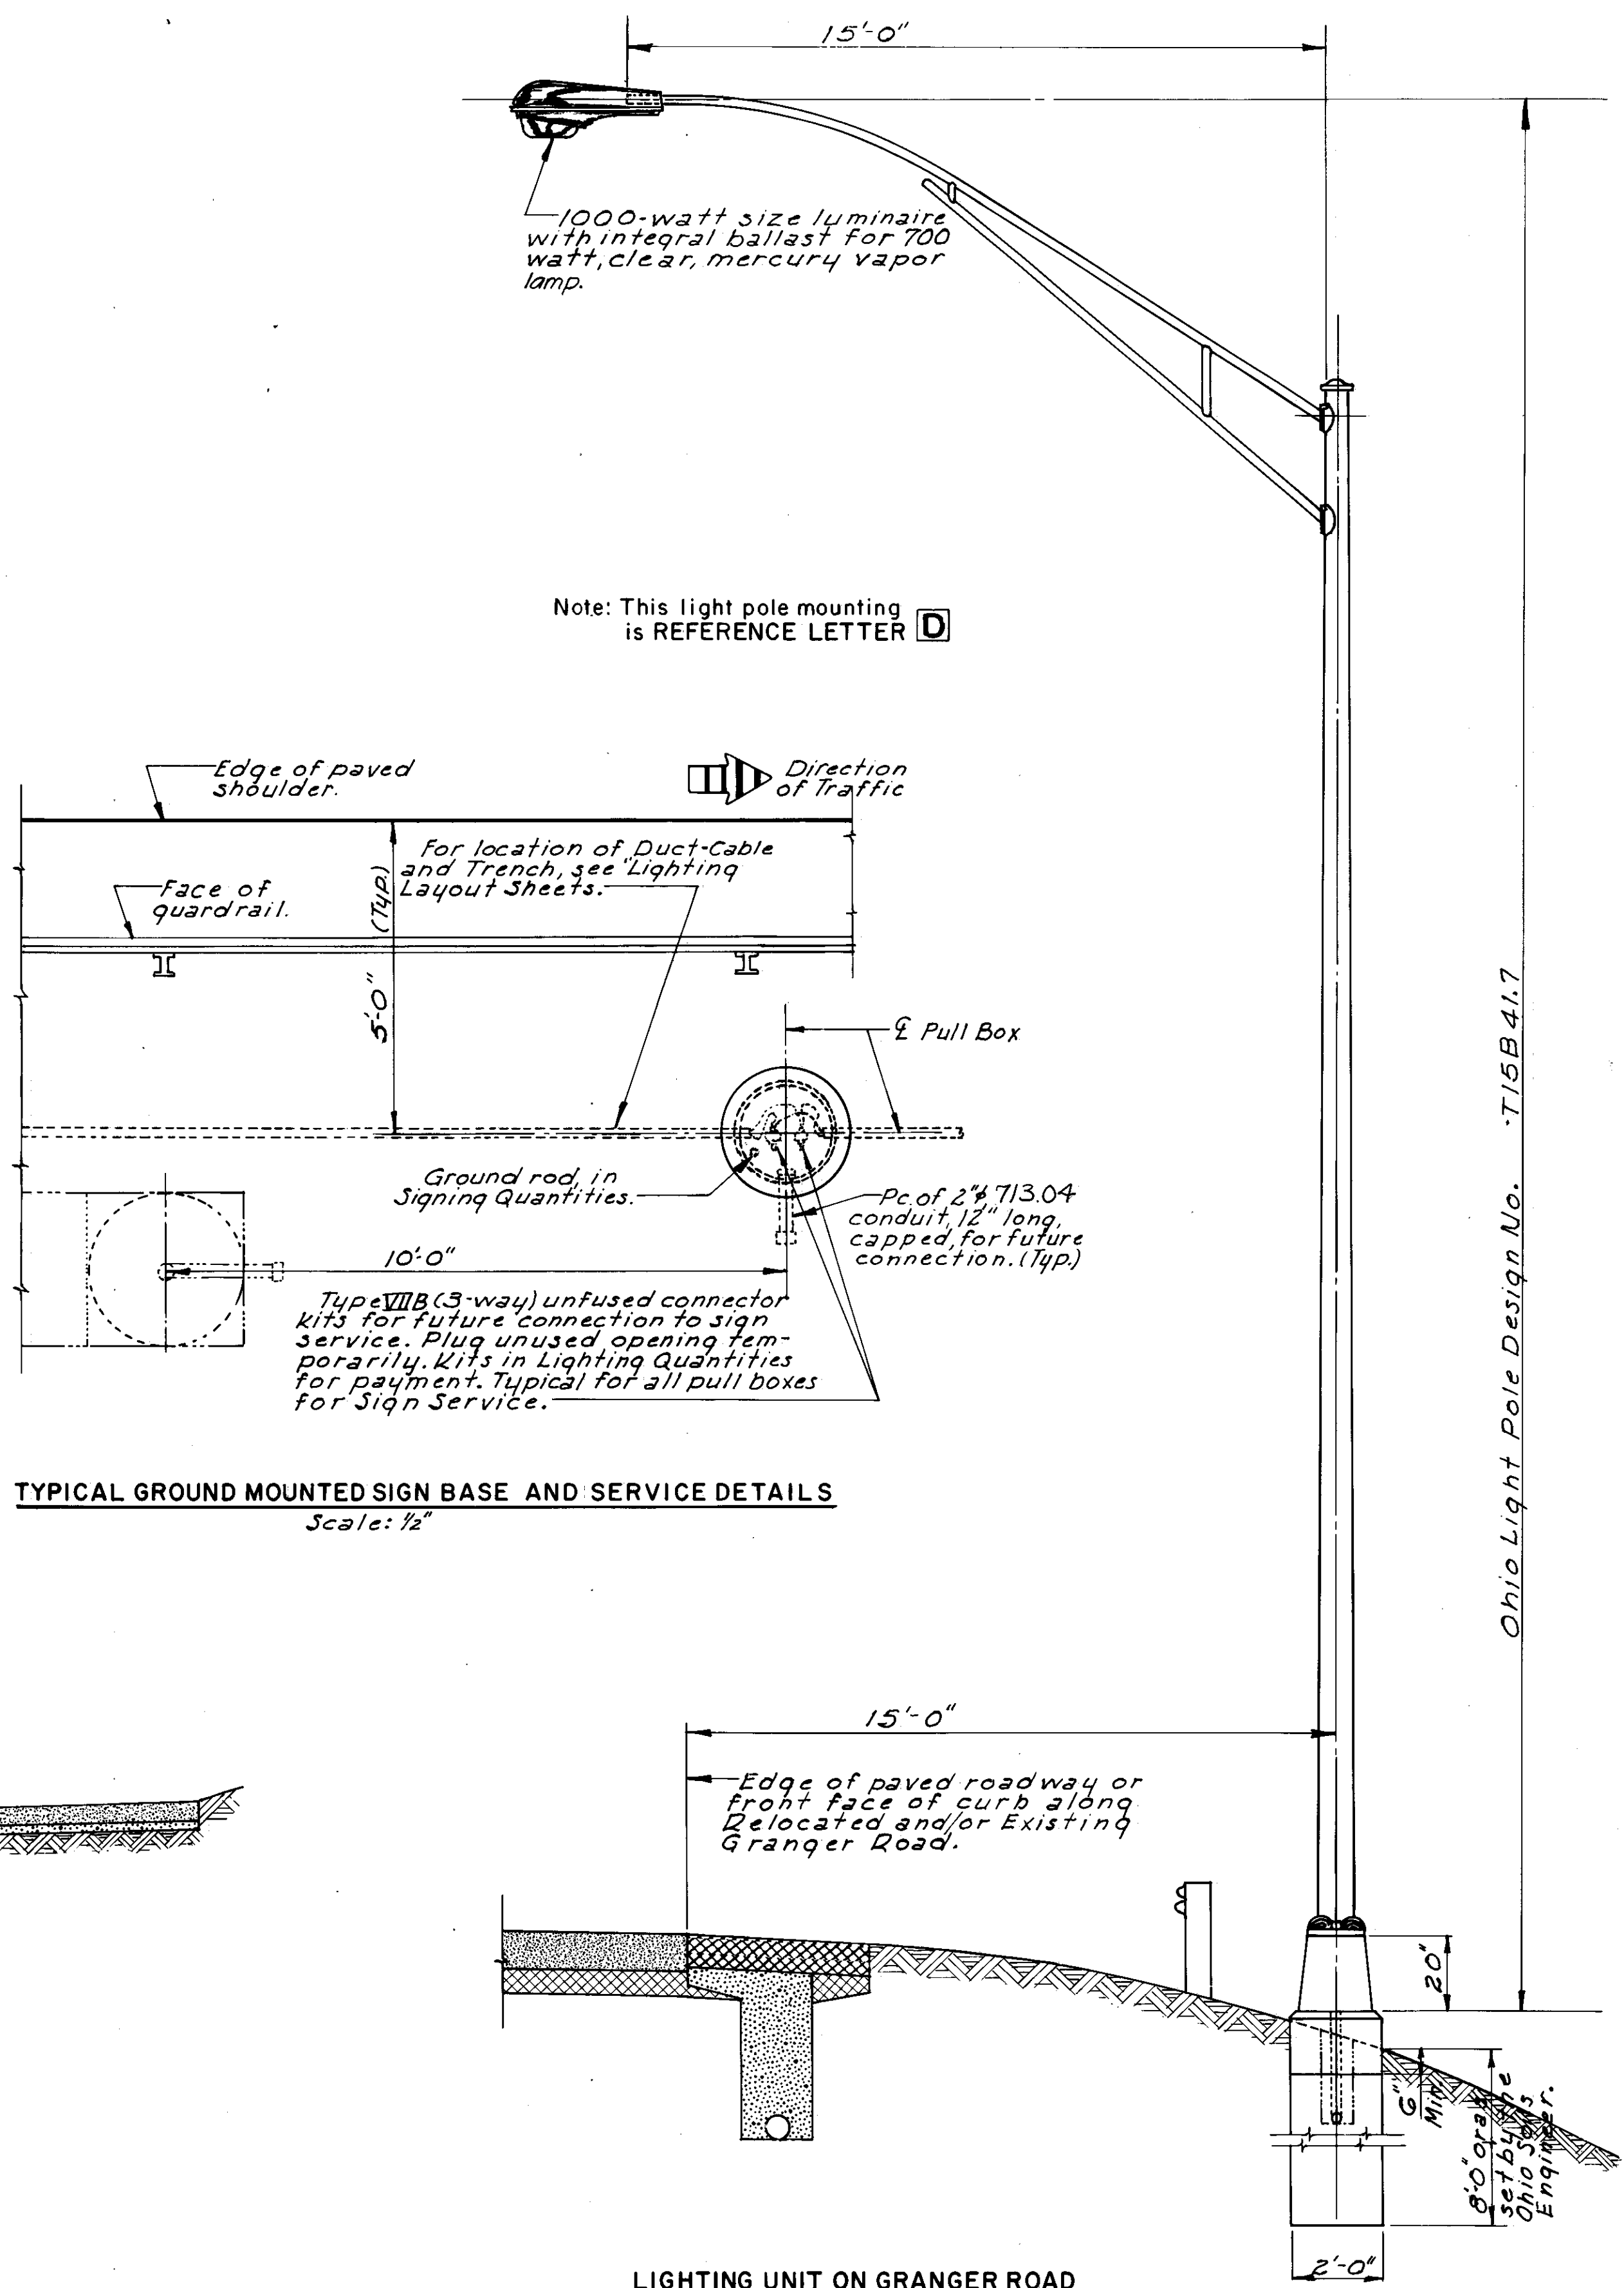 15'-0"
1000-watt size luminaire
with integral ballast for 700
watt, clear, mercury vapor
lamp.
Note: This light pole mounting
is REFERENCE LETTER D
Edge of paved
shoulder.
Direction
of Traffic
For location of Duct-Cable
and Trench, see "Lighting
Layout Sheets.
Face of
guardrail.
(Typ.)
5'-0"
℄ Pull Box
Ground rod, in
Signing Quantities.
Pc. of 2"ϕ 713.04
conduit, 12" long,
capped, for future
connection. (Typ.)
10'-0"
Type VII B (3-way) unfused connector
kits for future connection to sign
service. Plug unused opening tem-
porarily. Kits in Lighting Quantities
for payment. Typical for all pull boxes
for Sign Service.
TYPICAL GROUND MOUNTED SIGN BASE AND SERVICE DETAILS
Scale: 1/2"
Ohio Light Pole Design No. T15B41.7
15'-0"
Edge of paved roadway or
front face of curb along
Relocated and/or Existing
Granger Road.
20"
6"
Min.
8'-0" or as
set by the
Ohio Soils
Engineer.
2'-0"
LIGHTING UNIT ON GRANGER ROAD